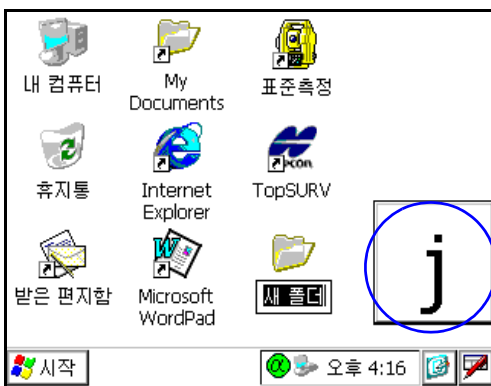 내 컴퓨터
My Documents
표준측정
휴지통
Internet Explorer
TopSURV
받은 편지함
Microsoft WordPad
새 폴더
j
시작
오후 4:16